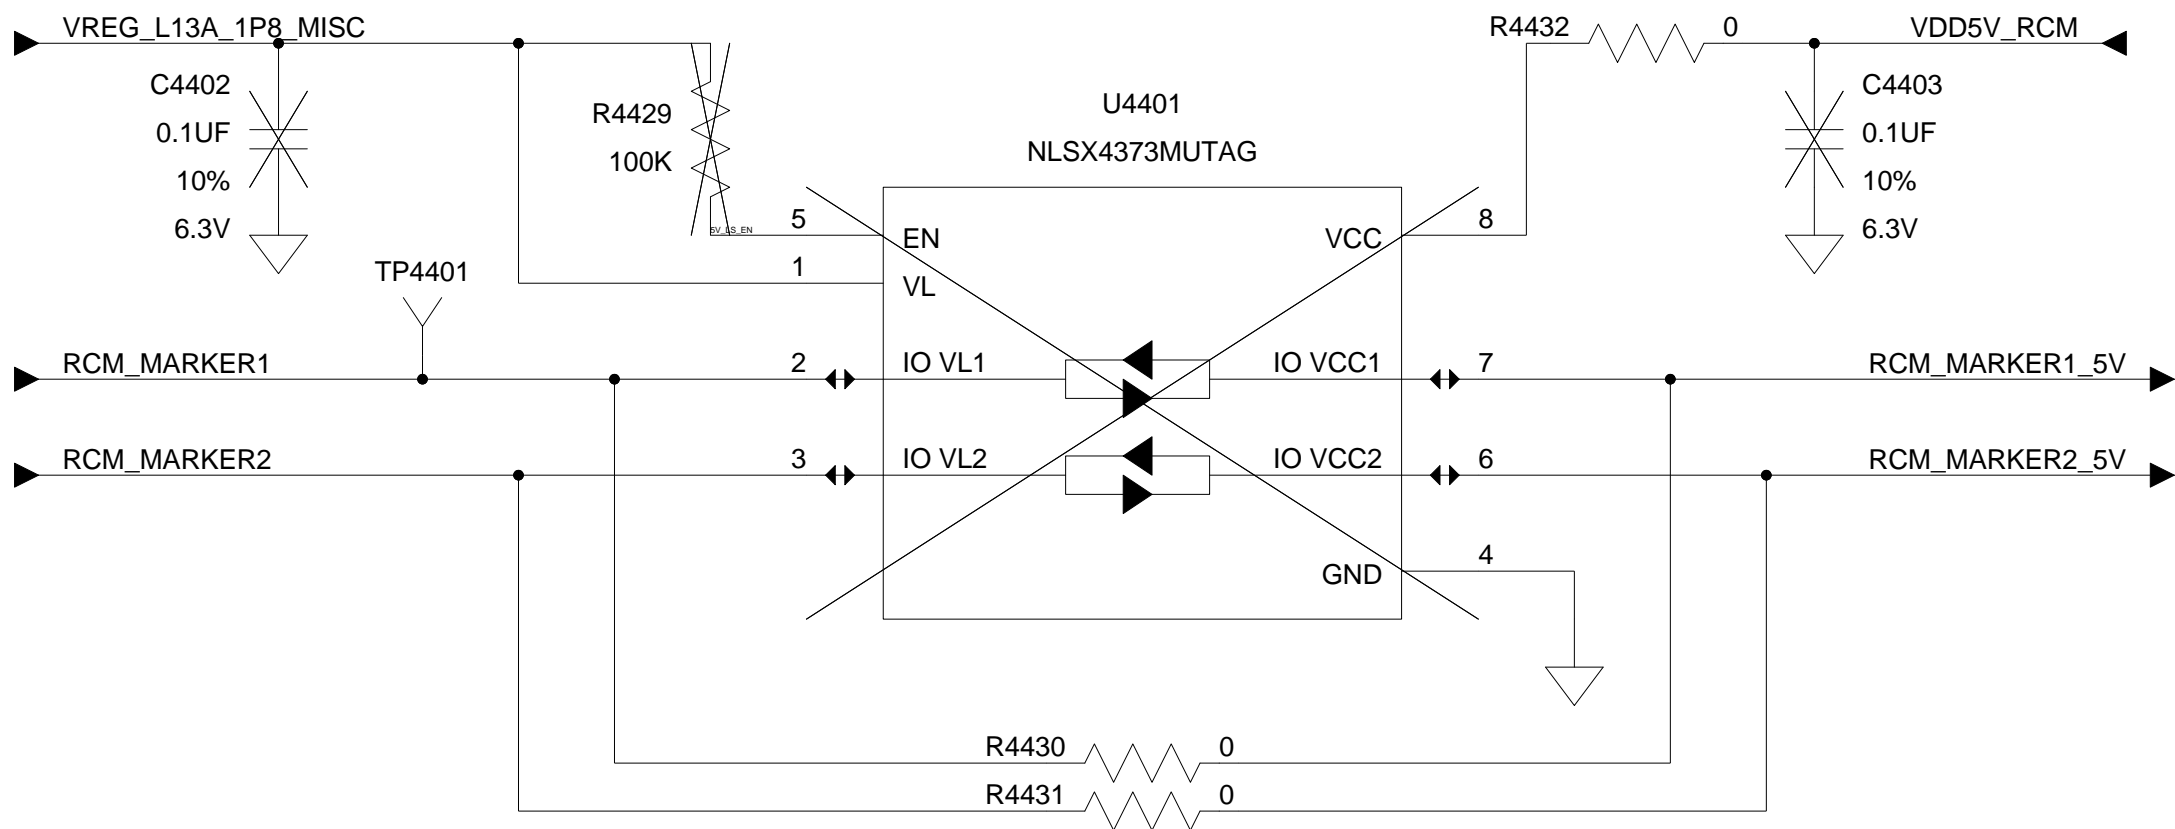 VREG_L13A_1P8_MISC
R4432
0
VDD5V_RCM
C4402
0.1UF
10%
6.3V
R4429
100K
U4401
NLSX4373MUTAG
C4403
0.1UF
10%
6.3V
5V_LS_EN
5
EN
VCC
8
1
VL
TP4401
RCM_MARKER1
2
IO VL1
IO VCC1
7
RCM_MARKER1_5V
RCM_MARKER2
3
IO VL2
IO VCC2
6
RCM_MARKER2_5V
GND
4
R4430
0
R4431
0